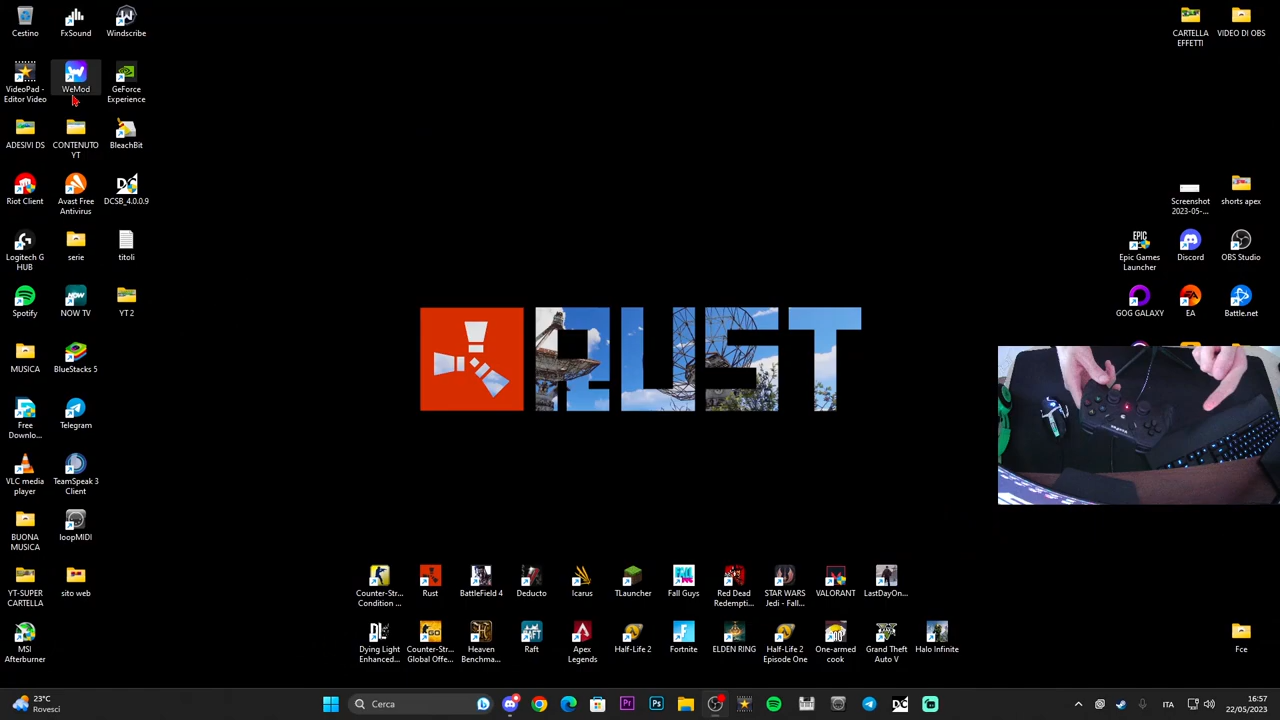 Cestino
FxSound
Windscribe
CARTELLA
EFFETTI
VIDEO DI OBS
VideoPad -
Editor Video
WeMod
GeForce
Experience
ADESIVI DS
CONTENUTO
YT
BleachBit
Riot Client
Avast Free
Antivirus
DCSB_4.0.0.9
Screenshot
2023-05-...
shorts apex
Logitech G
HUB
serie
titoli
EPIC
GAMES
Epic Games
Launcher
Discord
OBS Studio
Spotify
NOW
NOW TV
YT 2
GOG GALAXY
EA
Battle.net
RUST
MUSICA
BlueStacks 5
Free
Downlo...
Telegram
VLC media
player
TeamSpeak 3
Client
BUONA
MUSICA
loopMIDI
YT-SUPER
CARTELLA
sito web
Counter-Str...
Condition ...
Rust
BattleField 4
Deducto
Icarus
TLauncher
Fall Guys
Red Dead
Redempti...
STAR WARS
Jedi - Fall...
VALORANT
LastDayOn...
MSI
Afterburner
Dying Light
Enhanced...
Counter-Str...
Global Offe...
Heaven
Benchma...
Raft
Apex
Legends
Half-Life 2
Fortnite
ELDEN RING
Half-Life 2
Episode One
One-armed
cook
Grand Theft
Auto V
Halo Infinite
Fce
23°C
Rovesci
Cerca
Pr
Ps
DC
ITA
16:57
22/05/2023